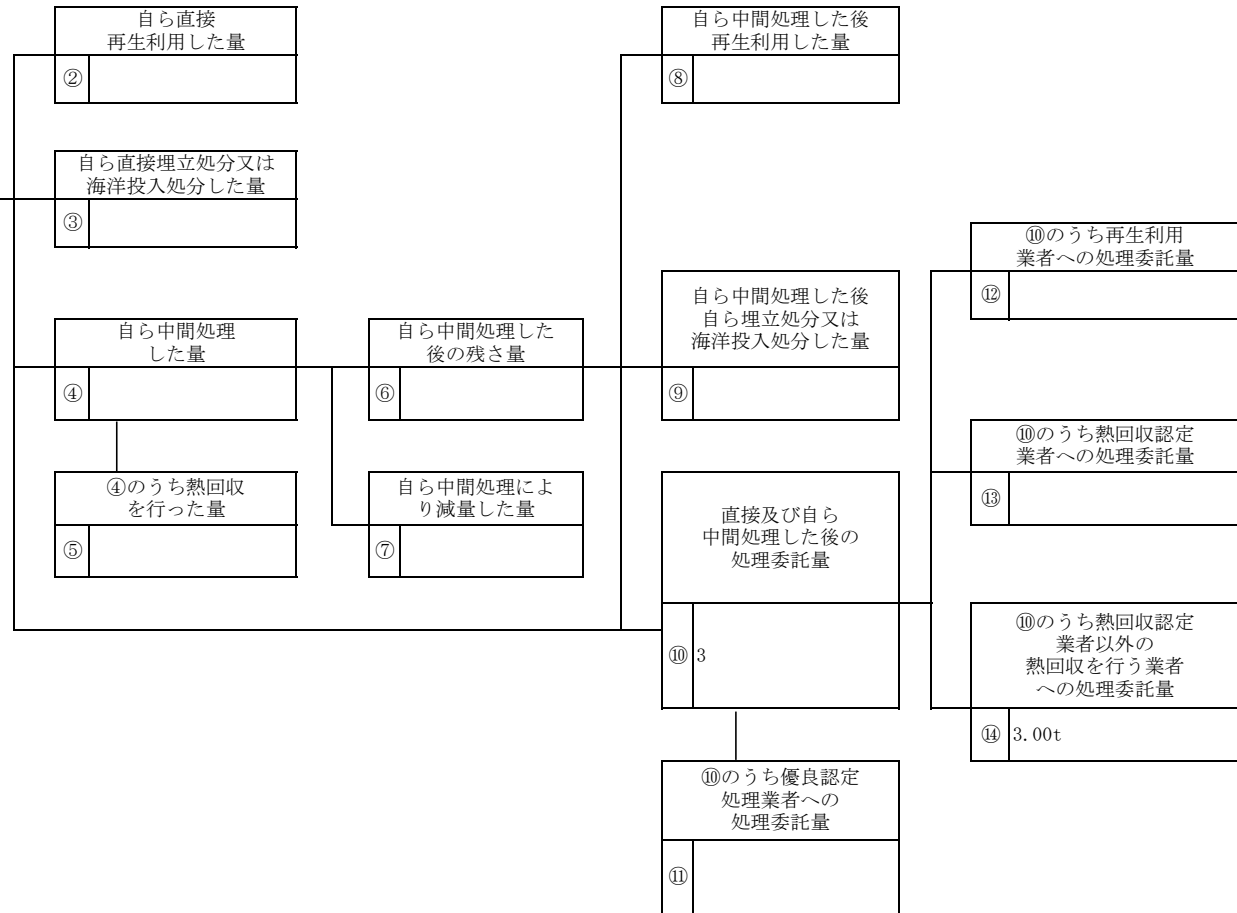 自ら直接
再生利用した量
②
自ら中間処理した後
再生利用した量
⑧
自ら直接埋立処分又は
海洋投入処分した量
③
⑩のうち再生利用
業者への処理委託量
⑫
自ら中間処理
した量
④
自ら中間処理した
後の残さ量
⑥
自ら中間処理した後
自ら埋立処分又は
海洋投入処分した量
⑨
⑩のうち熱回収認定
業者への処理委託量
⑬
④のうち熱回収
を行った量
⑤
自ら中間処理によ
り減量した量
⑦
直接及び自ら
中間処理した後の
処理委託量
⑩ 3
⑩のうち熱回収認定
業者以外の
熱回収を行う業者
への処理委託量
⑭ 3.00t
⑩のうち優良認定
処理業者への
処理委託量
⑪